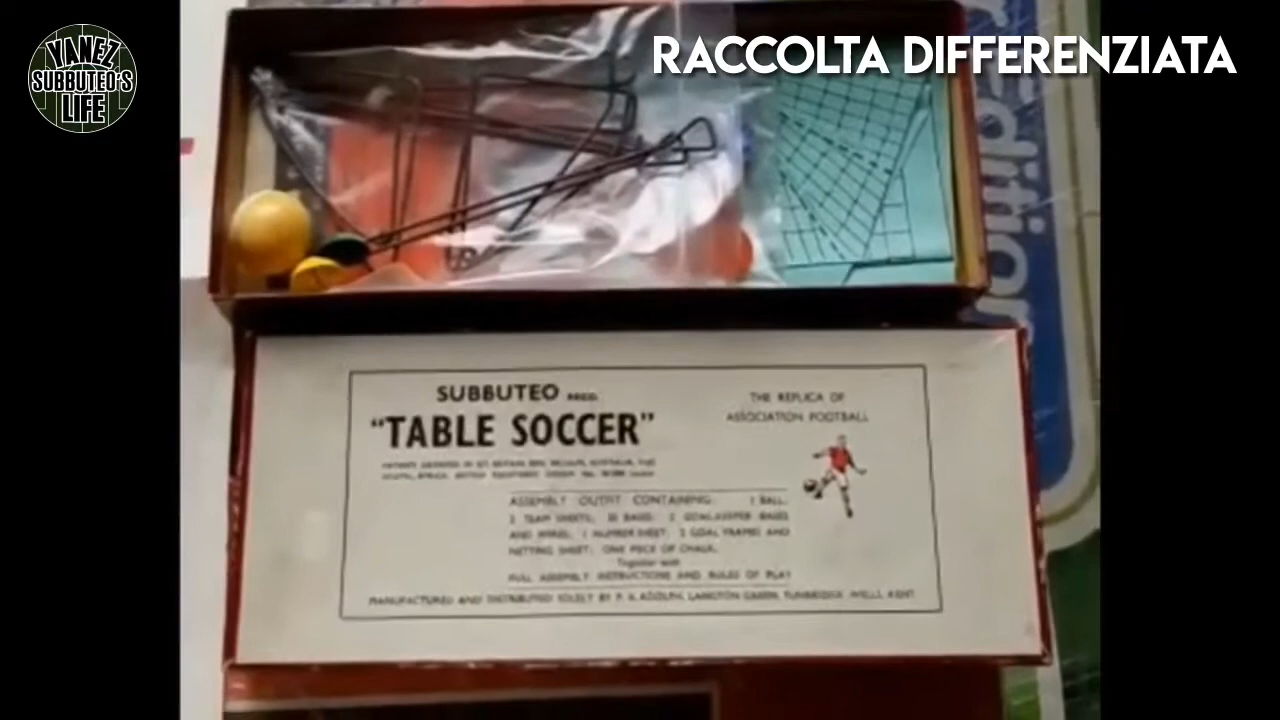 YANEZ
SUBBUTEO'S
LIFE
RACCOLTA DIFFERENZIATA
edition
SUBBUTEO REGD.
"TABLE SOCCER"
THE REPLICA OF
ASSOCIATION FOOTBALL
ASSEMBLY OUTFIT CONTAINING: 1 BALL;
2 TEAM SHEETS; BASES; 2 GOALKEEPER BASES
AND WIRES; 1 NUMBER SHEET; 2 GOAL FRAMES AND
NETTING SHEET; ONE PIECE OF CHALK.
Together with
FULL ASSEMBLY INSTRUCTIONS AND RULES OF PLAY
MANUFACTURED AND DISTRIBUTED SOLELY BY P. A. ADOLPH, LANGTON GREEN, TUNBRIDGE WELLS, KENT.